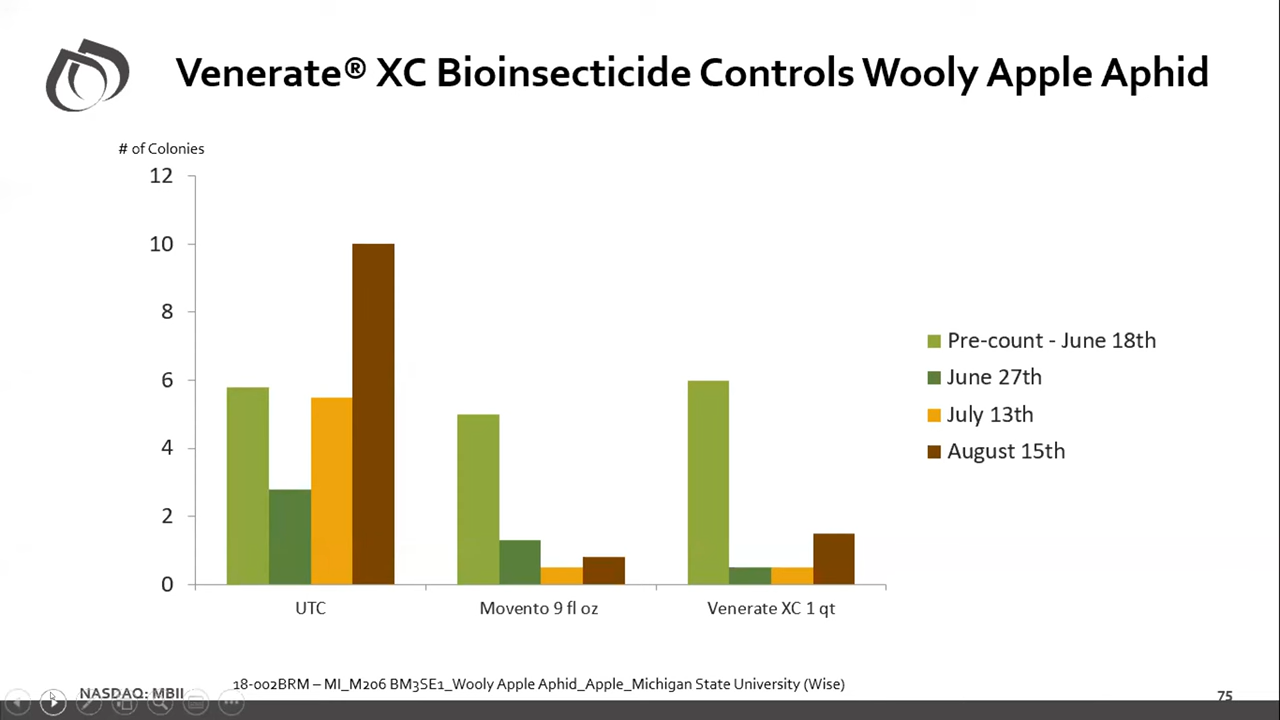 Venerate® XC Bioinsecticide Controls Wooly Apple Aphid
# of Colonies
12
10
8
6
4
2
0
UTC
Movento 9 fl oz
Venerate XC 1 qt
Pre-count - June 18th
June 27th
July 13th
August 15th
NASDAQ: MBII
18-002BRM – MI_M206 BM3SE1_Wooly Apple Aphid_Apple_Michigan State University (Wise)
75